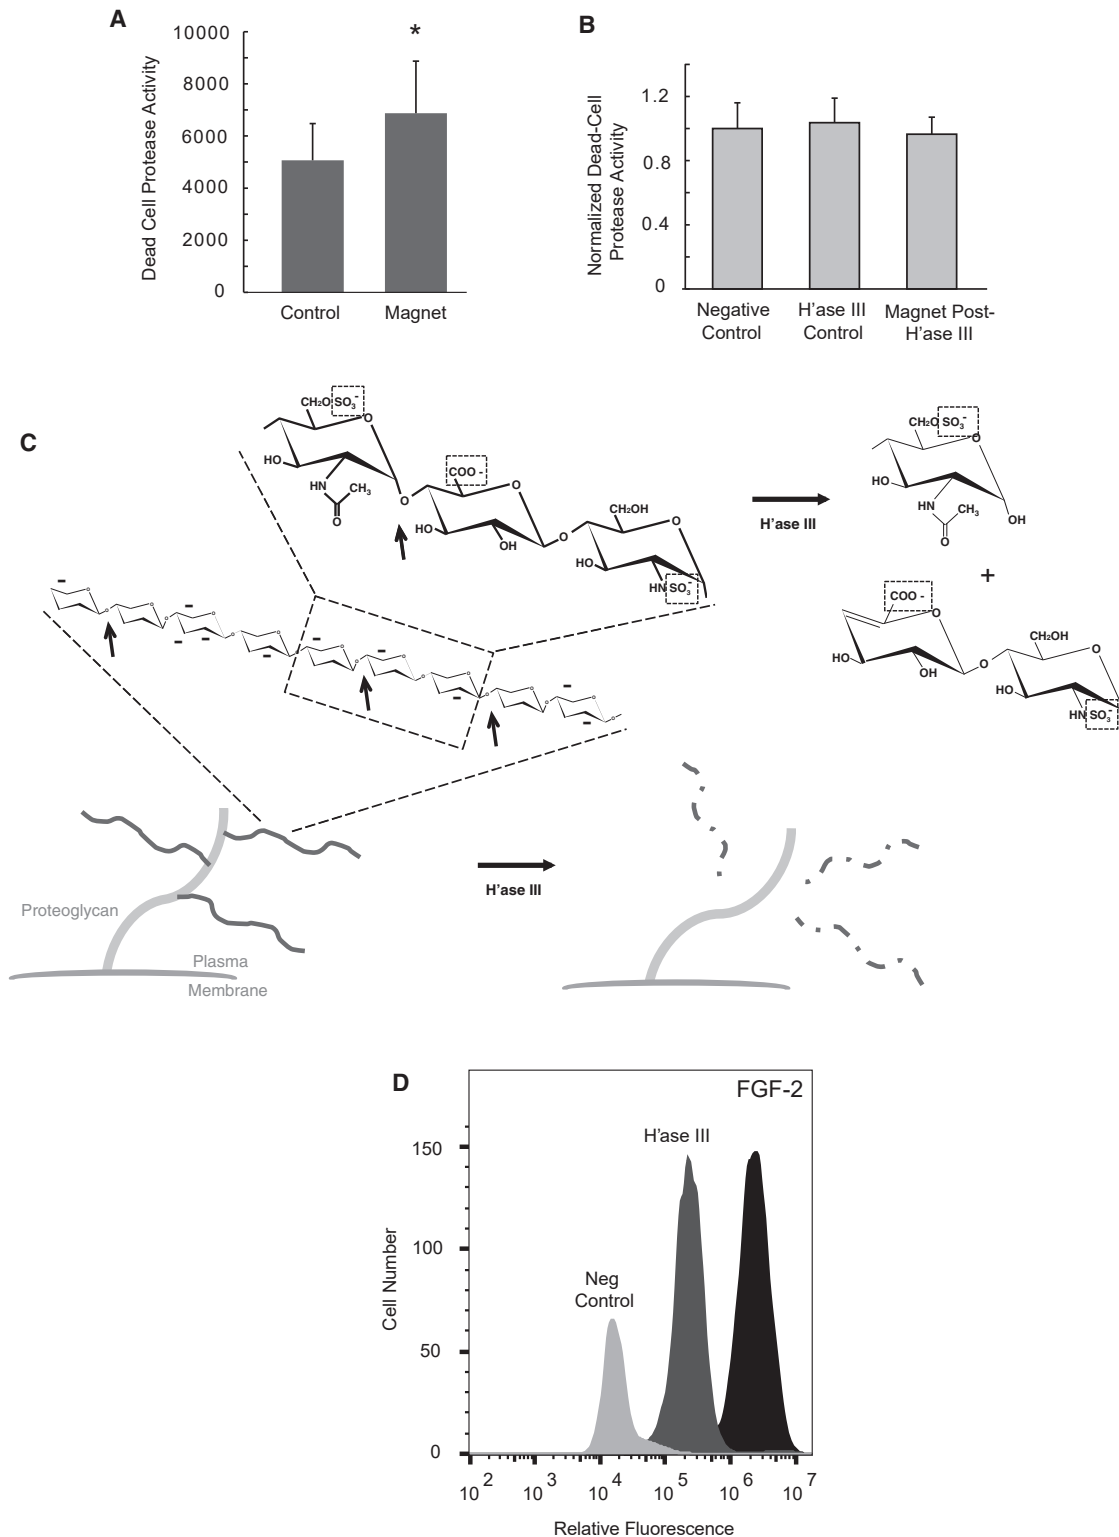 A
Dead Cell Protease Activity
10000
8000
6000
4000
2000
0
*
Control
Magnet
B
Normalized Dead-Cell
Protease Activity
1.2
0.8
0.4
0
Negative
Control
H'ase III
Control
Magnet Post-
H'ase III
C
CH₂O SO₃⁻
O
HO
HN
CH₃
O
O
COO -
O
HO
OH
O
CH₂OH
O
HO
HN SO₃⁻
H'ase III
CH₂O SO₃⁻
O
HO
HN
CH₃
O
OH
+
COO -
O
HO
OH
O
CH₂OH
O
HO
HN SO₃⁻
Proteoglycan
Plasma
Membrane
H'ase III
D
FGF-2
Cell Number
150
100
50
0
Neg
Control
H'ase III
10² 10³ 10⁴ 10⁵ 10⁶ 10⁷
Relative Fluorescence